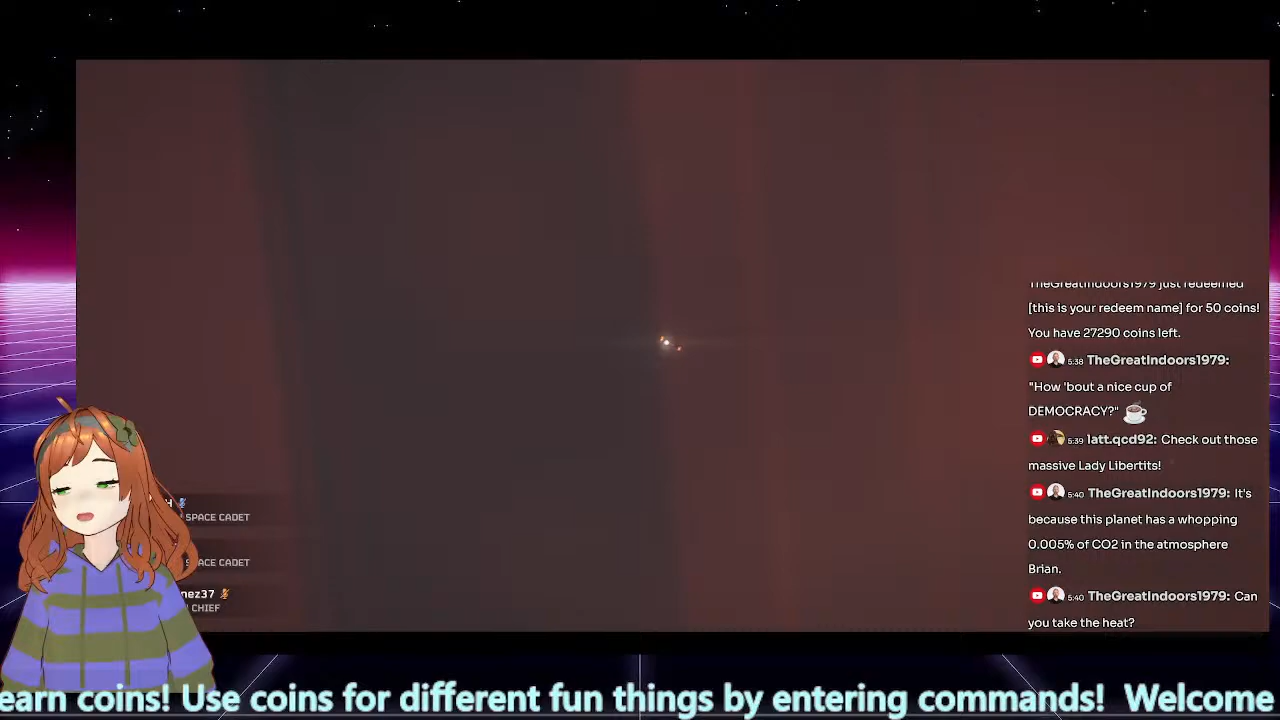 TheGreatIndoors1979 just redeemed
[this is your redeem name] for 50 coins!
You have 27290 coins left.
5:38 TheGreatIndoors1979:
"How 'bout a nice cup of
DEMOCRACY?"
5:39 latt.qcd92: Check out those
massive Lady Libertits!
5:40 TheGreatIndoors1979: It's
because this planet has a whopping
0.005% of CO2 in the atmosphere
Brian.
5:40 TheGreatIndoors1979: Can
you take the heat?
H
SPACE CADET
SPACE CADET
nez37
CHIEF
earn coins! Use coins for different fun things by entering commands! Welcome